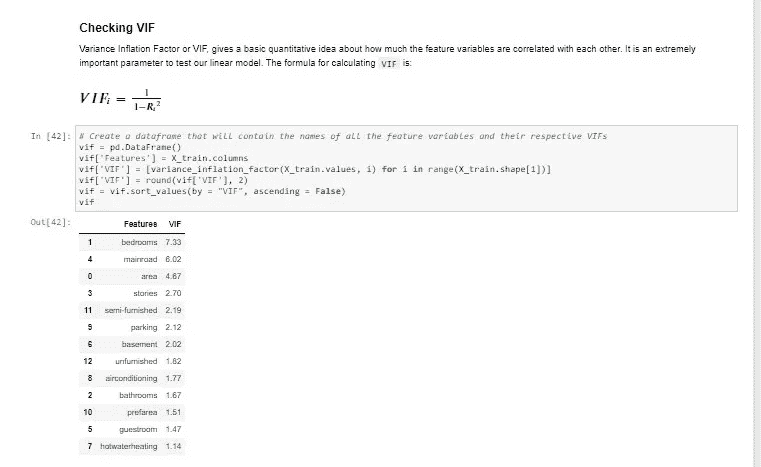 Checking VIF
Variance Inflation Factor or VIF, gives a basic quantitative idea about how much the feature variables are correlated with each other. It is an extremely
important parameter to test our linear model. The formula for calculating VIF is:
VIFᵢ = 1 / 1−Rᵢ²
In [42]: # Create a dataframe that will contain the names of all the feature variables and their respective VIFs
vif = pd.DataFrame()
vif['Features'] = X_train.columns
vif['VIF'] = [variance_inflation_factor(X_train.values, i) for i in range(X_train.shape[1])]
vif['VIF'] = round(vif['VIF'], 2)
vif = vif.sort_values(by = "VIF", ascending = False)
vif
Out[42]:
Features VIF
1 bedrooms 7.33
4 mainroad 6.02
0 area 4.67
3 stories 2.70
11 semi-furnished 2.19
9 parking 2.12
6 basement 2.02
12 unfurnished 1.82
8 airconditioning 1.77
2 bathrooms 1.67
10 prefarea 1.51
5 guestroom 1.47
7 hotwaterheating 1.14